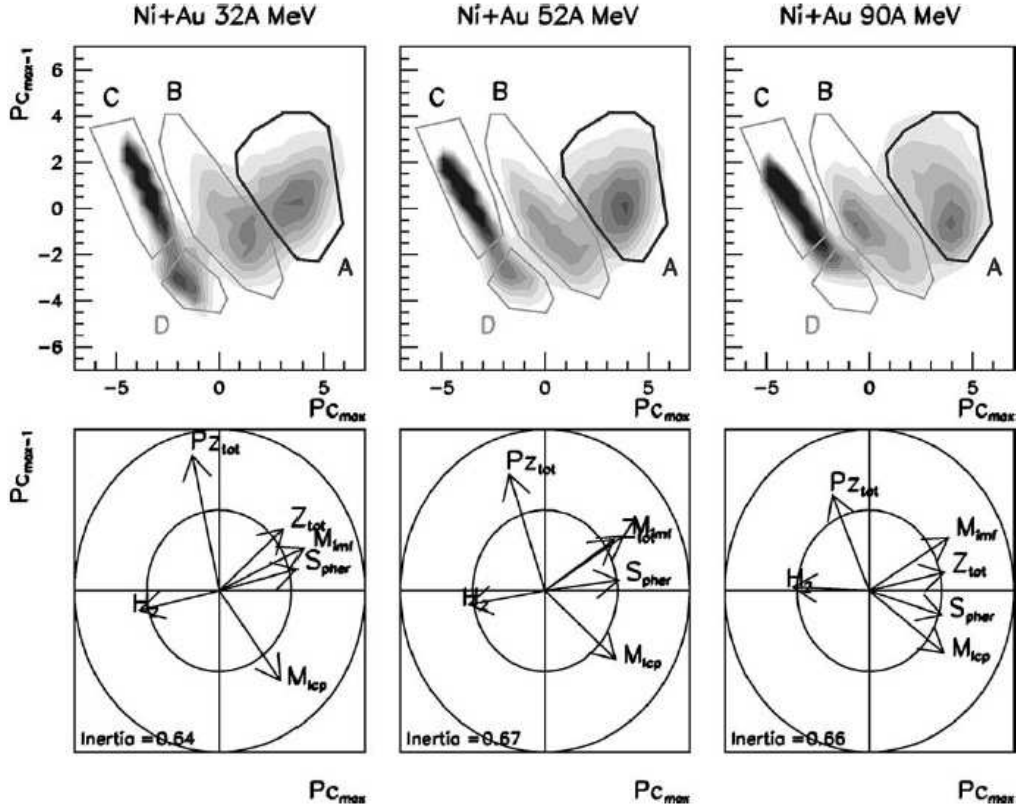 Ni+Au 32A MeV
Ni+Au 52A MeV
Ni+Au 90A MeV
Pc_max-1
6
4
2
0
-2
-4
-6
C
B
A
D
C
B
A
D
C
B
A
D
-5
0
5
-5
0
5
-5
0
5
Pc_max
Pc_max
Pc_max
Pc_max-1
Pz_tot
Z_tot
M_imf
S_pher
H_2
M_lcp
Inertia =0.64
Pz_tot
Z_tot
M_imf
S_pher
H_2
M_lcp
Inertia =0.67
Pz_tot
M_imf
Z_tot
S_pher
H_2
M_lcp
Inertia =0.66
Pc_max
Pc_max
Pc_max